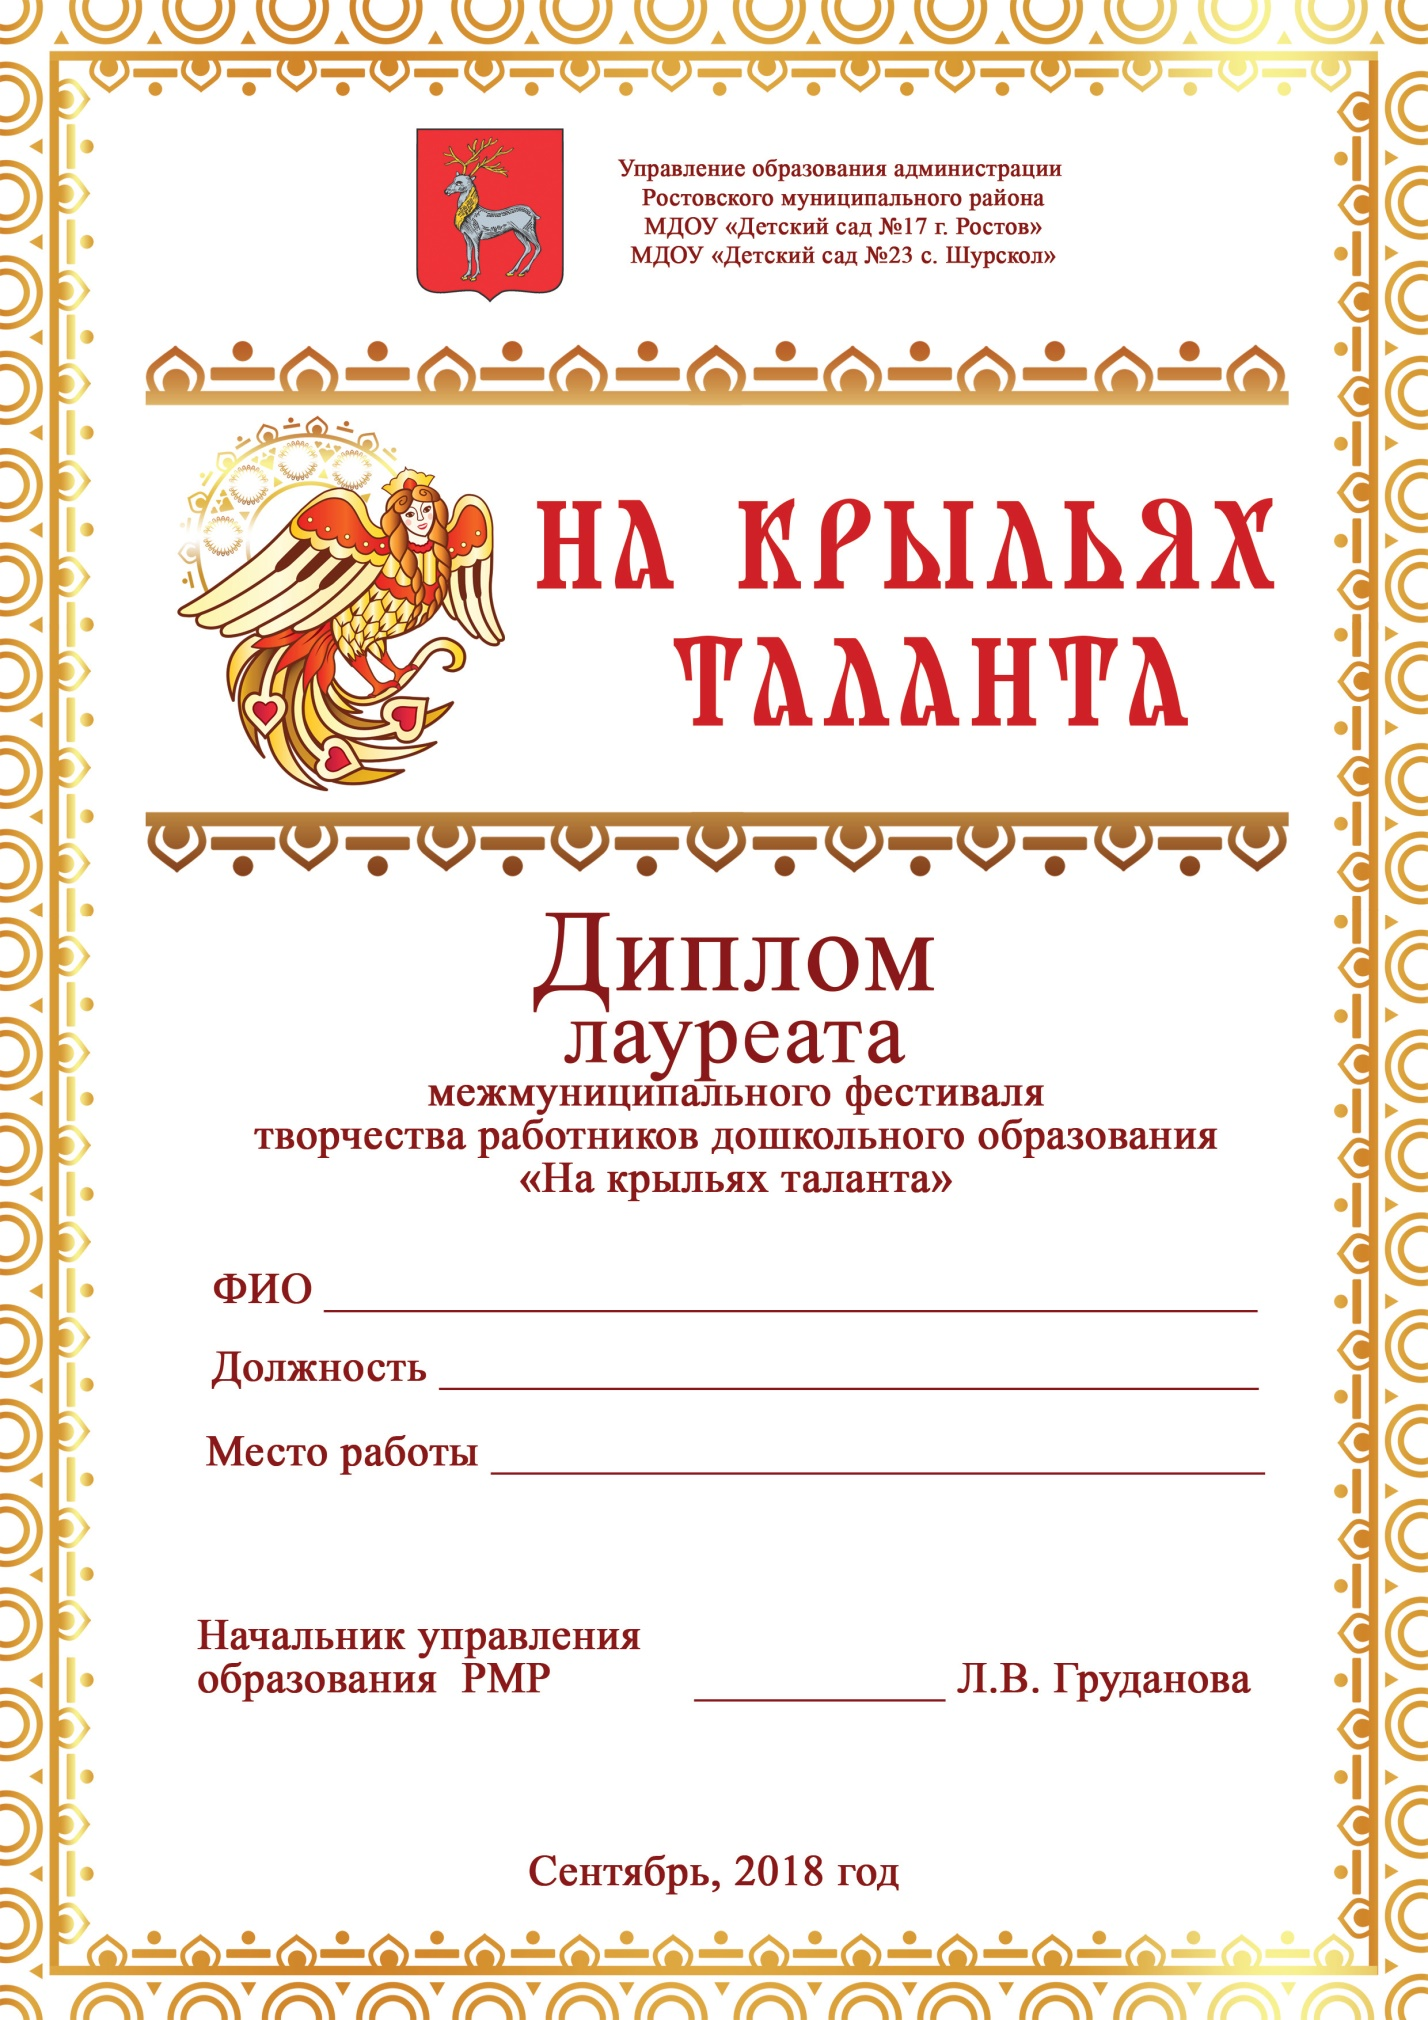 Управление образования администрации
Ростовского муниципального района
МДОУ «Детский сад №17 г. Ростов»
МДОУ «Детский сад №23 с. Шурскол»
НА КРЫЛЬЯХ
ТАЛАНТА
Диплом
лауреата
межмуниципального фестиваля
творчества работников дошкольного образования
«На крыльях таланта»
ФИО
Должность
Место работы
Начальник управления
образования РМР Л.В. Груданова
Сентябрь, 2018 год